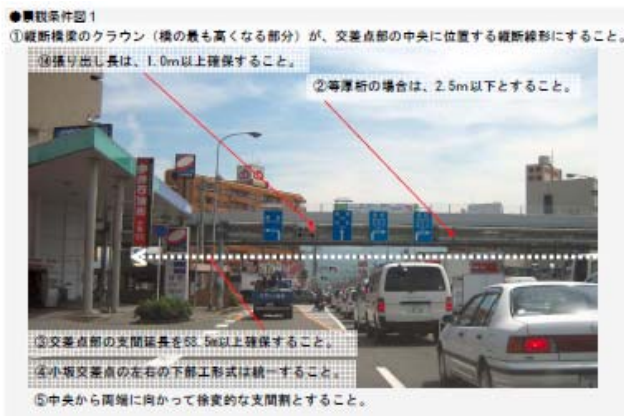 ●景観条件図1
①縦断橋梁のクラウン（橋の最も高くなる部分）が、交差点部の中央に位置する縦断線形にすること。
⑭張り出し長は、1.0m以上確保すること。
②等厚桁の場合は、2.5m以下とすること。
③交差点部の支間延長を58.5m以上確保すること。
④小坂交差点の左右の下部工形式は統一すること。
⑤中央から両端に向かって徐変的な支間割とすること。